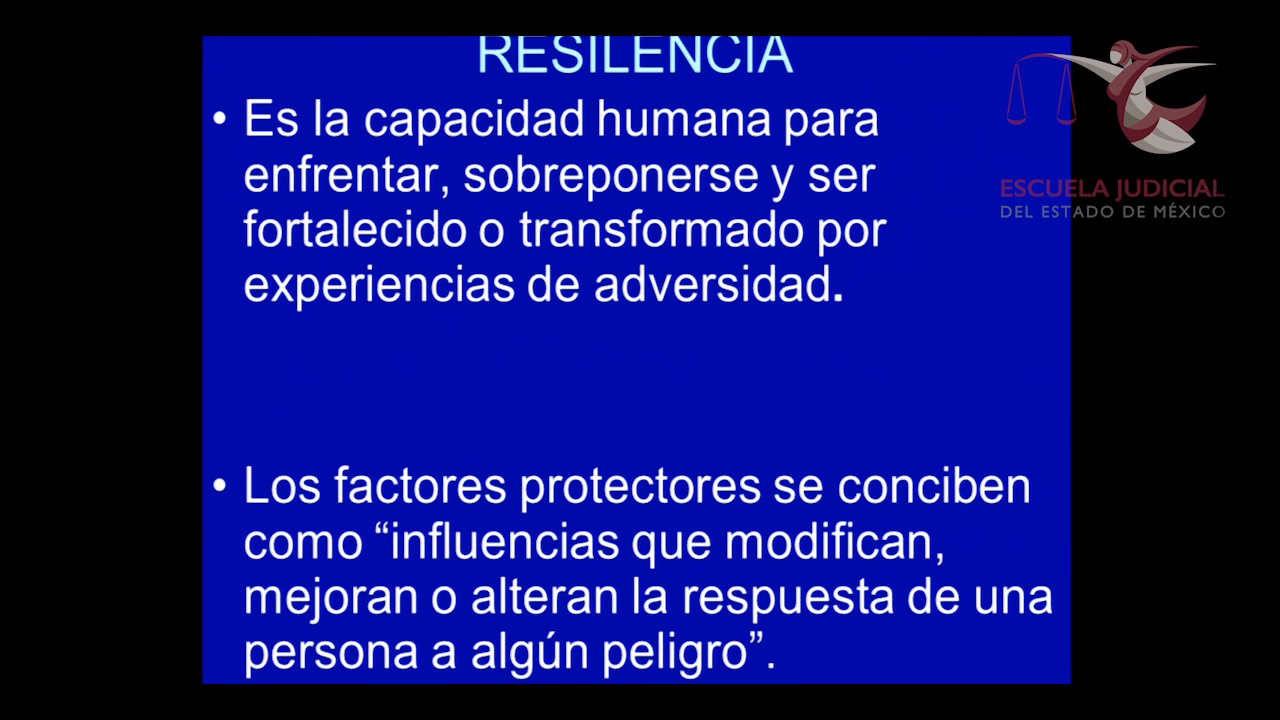 RESILENCIA
• Es la capacidad humana para
enfrentar, sobreponerse y ser
fortalecido o transformado por
experiencias de adversidad.
• Los factores protectores se conciben
como “influencias que modifican,
mejoran o alteran la respuesta de una
persona a algún peligro”.
ESCUELA JUDICIAL
DEL ESTADO DE MÉXICO